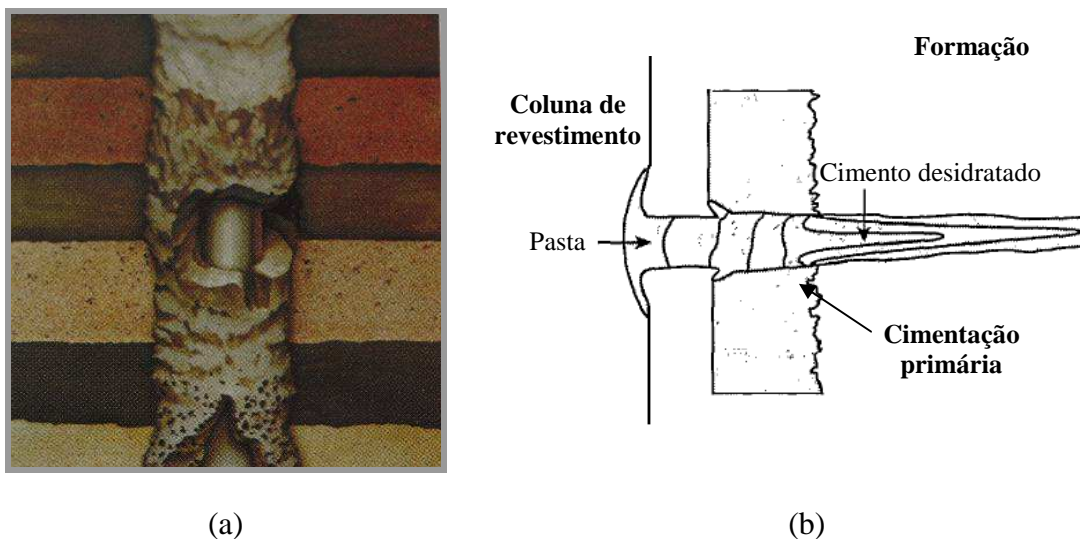 Formação
Coluna de
revestimento
Cimento desidratado
Pasta
Cimentação
primária
(a)
(b)